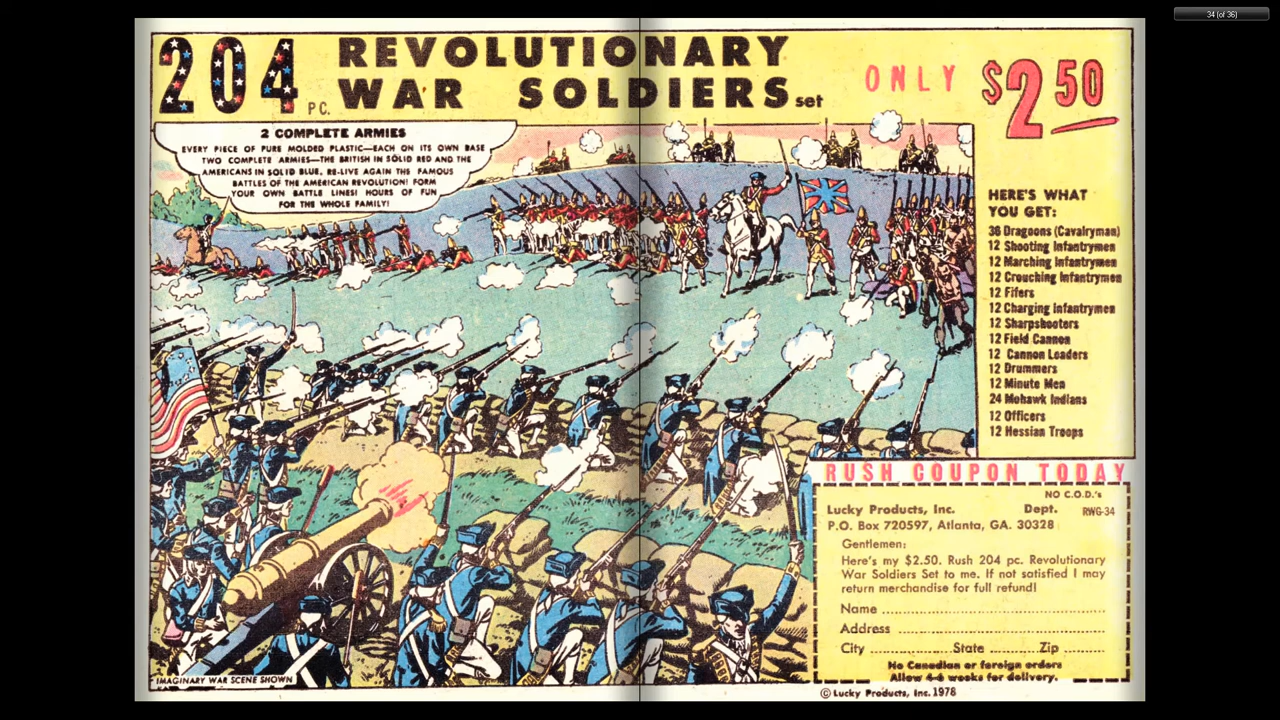 34 (of 36)
204 PC. REVOLUTIONARY
WAR SOLDIERS set
ONLY $2.50
2 COMPLETE ARMIES
EVERY PIECE OF PURE MOLDED PLASTIC—EACH ON ITS OWN BASE
TWO COMPLETE ARMIES—THE BRITISH IN SOLID RED AND THE
AMERICANS IN SOLID BLUE. RE-LIVE AGAIN THE FAMOUS
BATTLES OF THE AMERICAN REVOLUTION! FORM
YOUR OWN BATTLE LINES! HOURS OF FUN
FOR THE WHOLE FAMILY!
HERE'S WHAT
YOU GET:
36 Dragoons (Cavalryman)
12 Shooting Infantrymen
12 Marching Infantrymen
12 Crouching Infantrymen
12 Fifers
12 Charging Infantrymen
12 Sharpshooters
12 Field Cannon
12 Cannon Leaders
12 Drummers
12 Minute Men
24 Mohawk Indians
12 Officers
12 Hessian Troops
RUSH COUPON TODAY
NO C.O.D.'s
Lucky Products, Inc. Dept. RWG-34
P.O. Box 720597, Atlanta, GA. 30328
Gentlemen:
Here's my $2.50. Rush 204 pc. Revolutionary
War Soldiers Set to me. If not satisfied I may
return merchandise for full refund!
Name
Address
City State Zip
No Canadian or foreign orders
Allow 4-6 weeks for delivery.
IMAGINARY WAR SCENE SHOWN
© Lucky Products, Inc. 1978